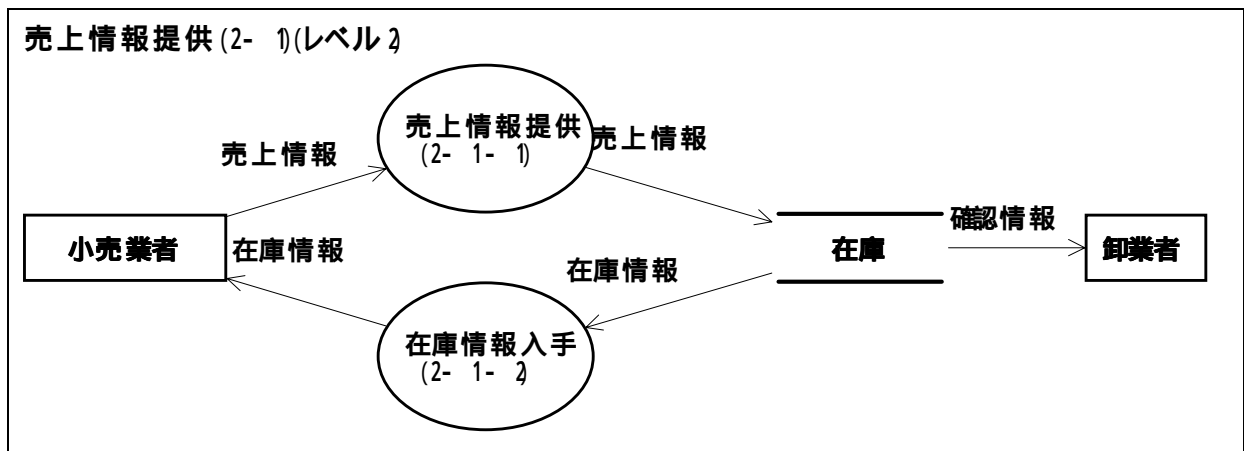 売上情報提供(2-1)(レベル2)
売上情報提供
(2-1-1)
売上情報
売上情報
小売業者
在庫情報
在庫
確認情報
卸業者
在庫情報
在庫情報入手
(2-1-2)